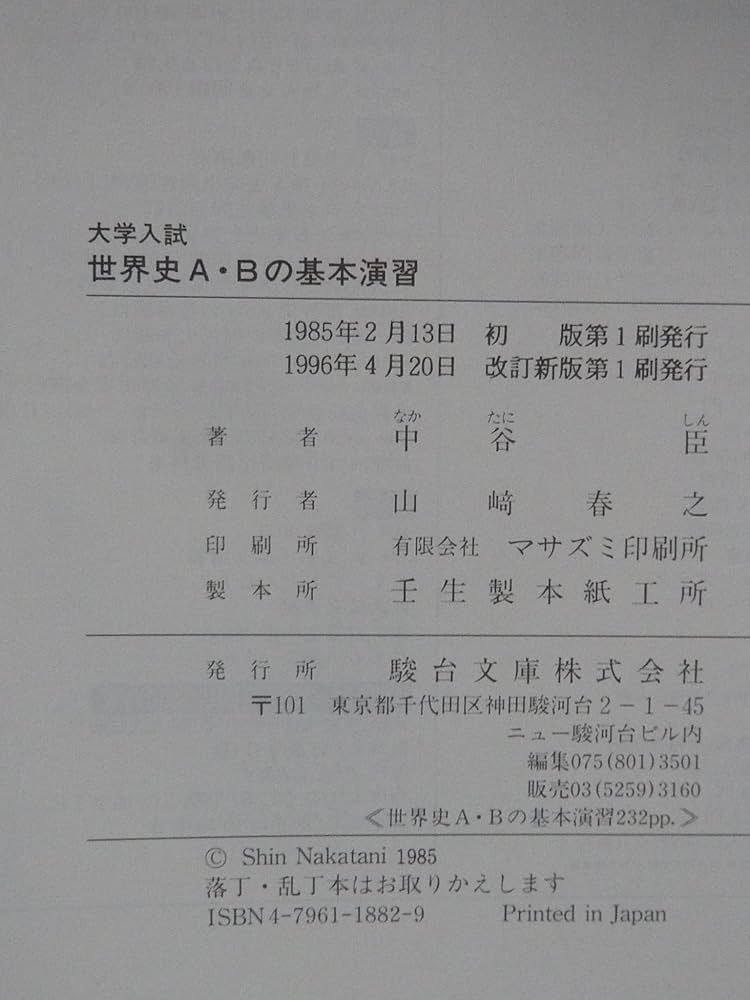 大学入試
世界史A・Bの基本演習
1985年2月13日 初 版第1刷発行
1996年4月20日 改訂新版第1刷発行
なか たに しん
著者 中谷 臣
発行者 山﨑春之
印刷所 有限会社 マサズミ印刷所
製本所 壬生製本紙工所
発行所 駿台文庫株式会社
〒101 東京都千代田区神田駿河台2-1-45
ニュー駿河台ビル内
編集075(801)3501
販売03(5259)3160
≪世界史A・Bの基本演習232pp.≫
© Shin Nakatani 1985
落丁・乱丁本はお取りかえします
ISBN4-7961-1882-9 Printed in Japan